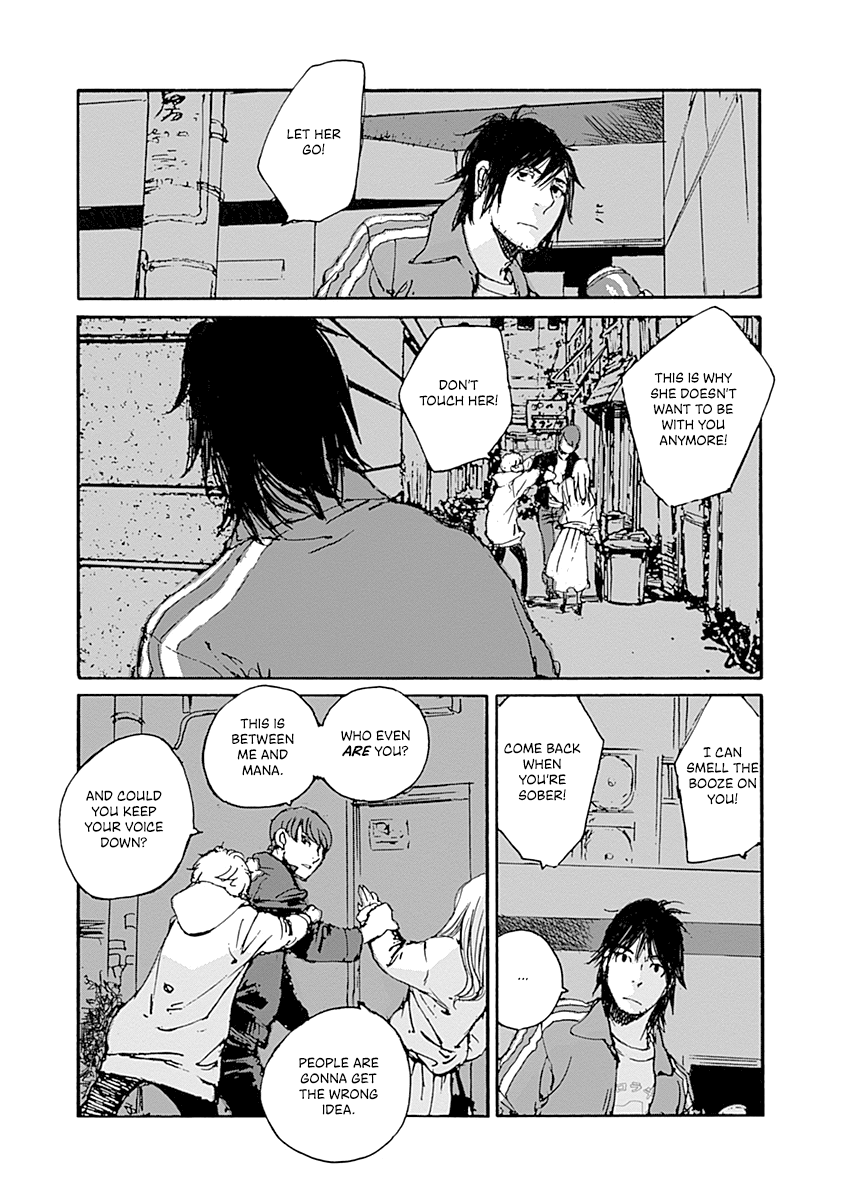 男
LET HER
GO!
THIS IS WHY
SHE DOESN'T
WANT TO BE
WITH YOU
ANYMORE!
DON'T
TOUCH HER!
I CAN
SMELL THE
BOOZE ON
YOU!
COME BACK
WHEN
YOU'RE
SOBER!
...
WHO EVEN
ARE YOU?
THIS IS
BETWEEN
ME AND
MANA.
AND COULD
YOU KEEP
YOUR VOICE
DOWN?
PEOPLE ARE
GONNA GET
THE WRONG
IDEA.